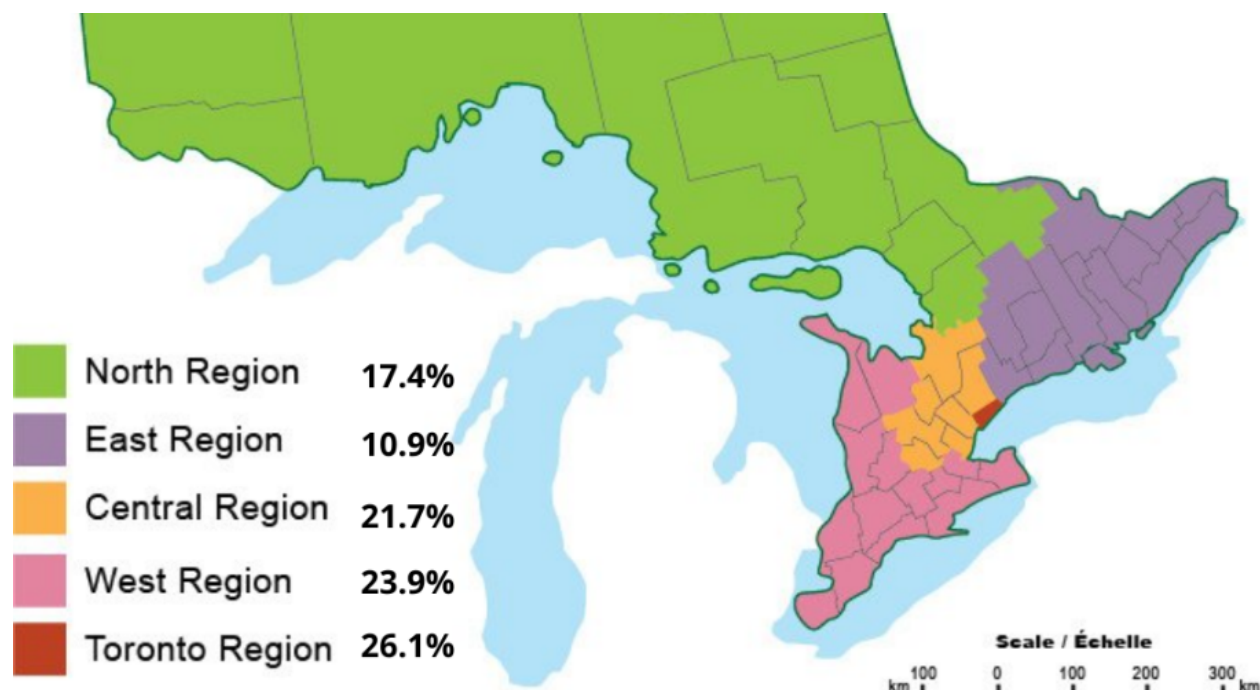 North Region 17.4%
East Region 10.9%
Central Region 21.7%
West Region 23.9%
Toronto Region 26.1%
Scale / Échelle
100 0 100 200 300
km km